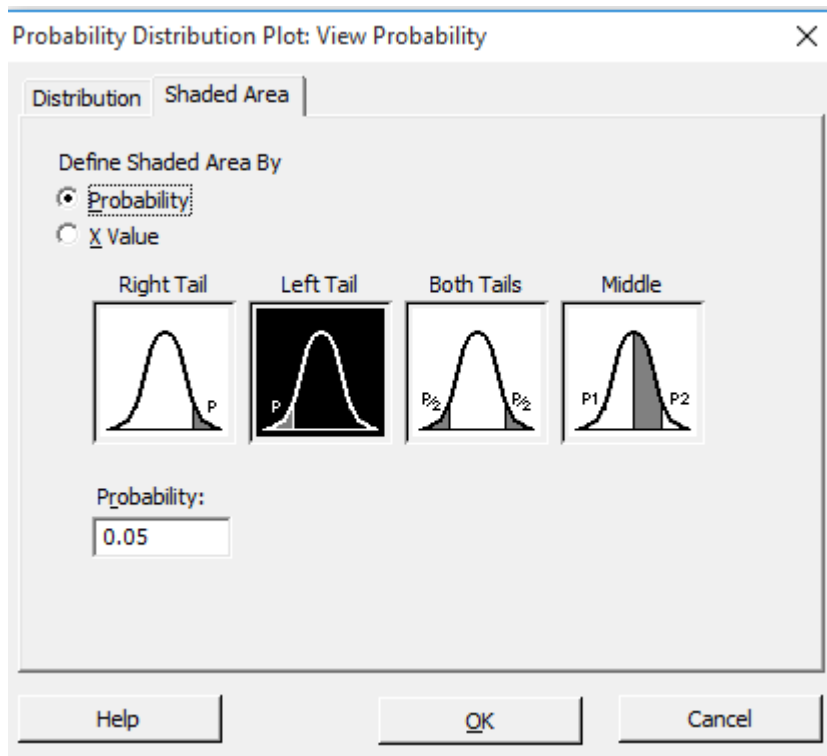 Probability Distribution Plot: View Probability
Distribution Shaded Area
Define Shaded Area By
Probability
X Value
Right Tail Left Tail Both Tails Middle
P P P/2 P/2 P1 P2
Probability:
0.05
Help OK Cancel